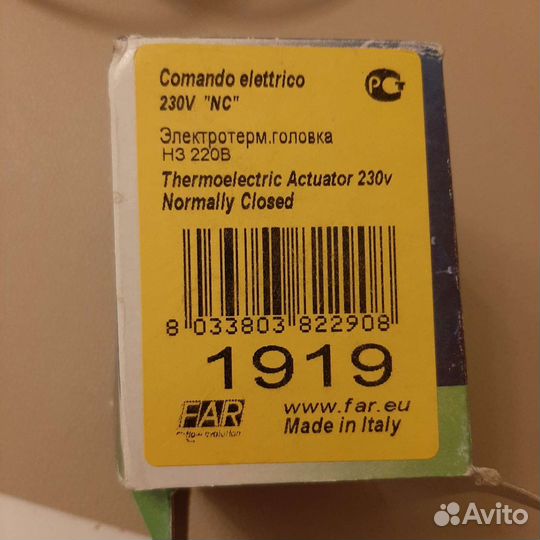 Comando elettrico
230V "NC"
РСТ
Электротерм.головка
НЗ 220В
Thermoelectric Actuator 230v
Normally Closed
8 033803 822908
1919
FAR
www.far.eu
Made in Italy
Avito